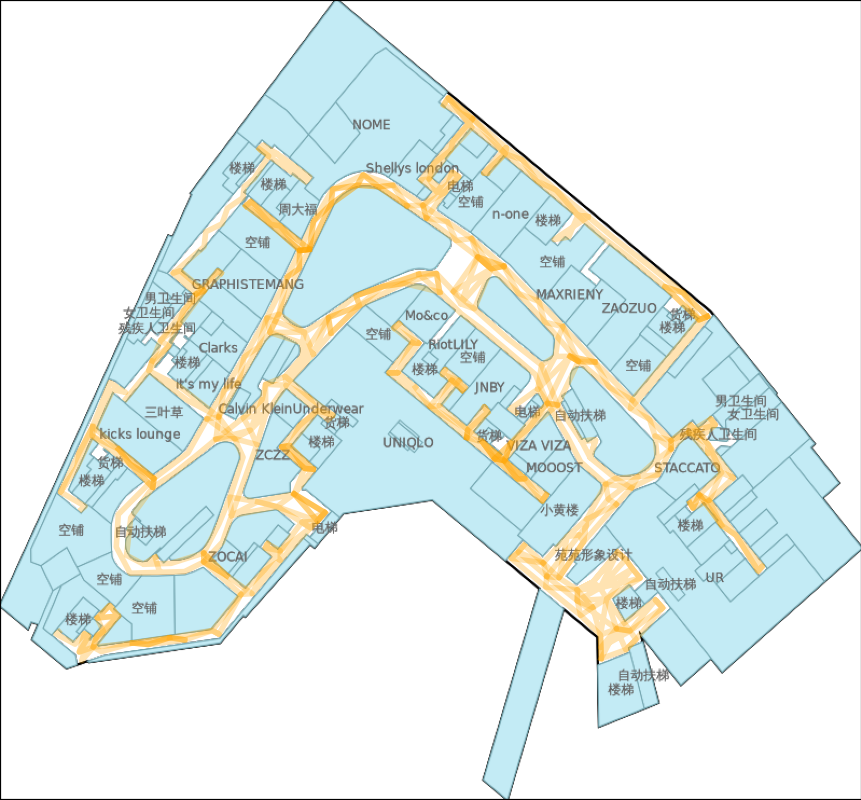 NOME
Shellys london
楼梯
楼梯
电梯
空铺
周大福
n-one
楼梯
空铺
空铺
GRAPHISTEMANG
MAXRIENY
男卫生间
女卫生间
残疾人卫生间
ZAOZUO
货梯
楼梯
Mo&co
空铺
RiotLILY
空铺
Clarks
楼梯
楼梯
空铺
it's my life
JNBY
男卫生间
女卫生间
三叶草
Calvin KleinUnderwear
货梯
电梯
自动扶梯
kicks lounge
残疾人卫生间
楼梯
UNIQLO
货梯
VIZA VIZA
ZCZZ
货梯
楼梯
MOOOST
STACCATO
小黄楼
空铺
自动扶梯
电梯
楼梯
ZOCAI
苑苑形象设计
空铺
自动扶梯
UR
空铺
楼梯
楼梯
自动扶梯
楼梯